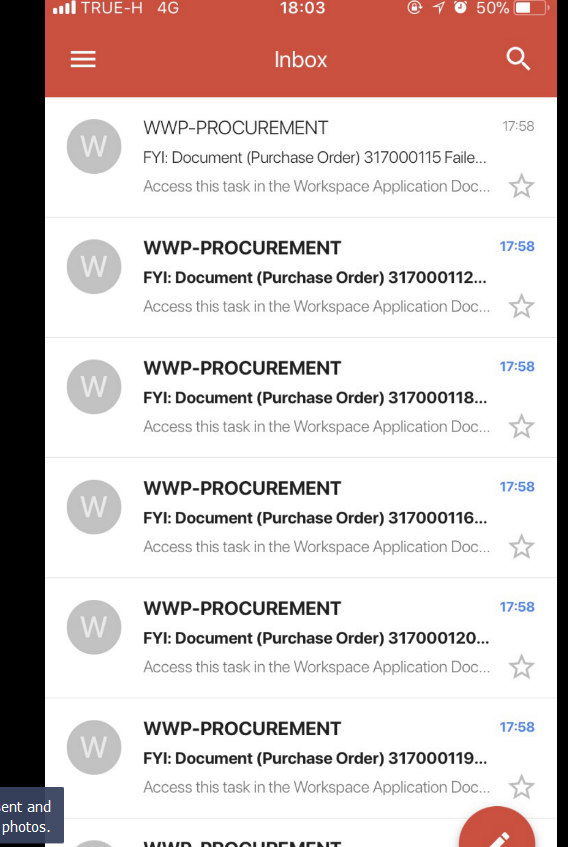 TRUE-H 4G 18:03 50%
Inbox
WWP-PROCUREMENT 17:58
FYI: Document (Purchase Order) 317000115 Faile...
Access this task in the Workspace Application Doc...
WWP-PROCUREMENT 17:58
FYI: Document (Purchase Order) 317000112...
Access this task in the Workspace Application Doc...
WWP-PROCUREMENT 17:58
FYI: Document (Purchase Order) 317000118...
Access this task in the Workspace Application Doc...
WWP-PROCUREMENT 17:58
FYI: Document (Purchase Order) 317000116...
Access this task in the Workspace Application Doc...
WWP-PROCUREMENT 17:58
FYI: Document (Purchase Order) 317000120...
Access this task in the Workspace Application Doc...
WWP-PROCUREMENT 17:58
FYI: Document (Purchase Order) 317000119...
Access this task in the Workspace Application Doc...
WWP-PROCUREMENT
W
W
W
W
W
W
ent and
photos.